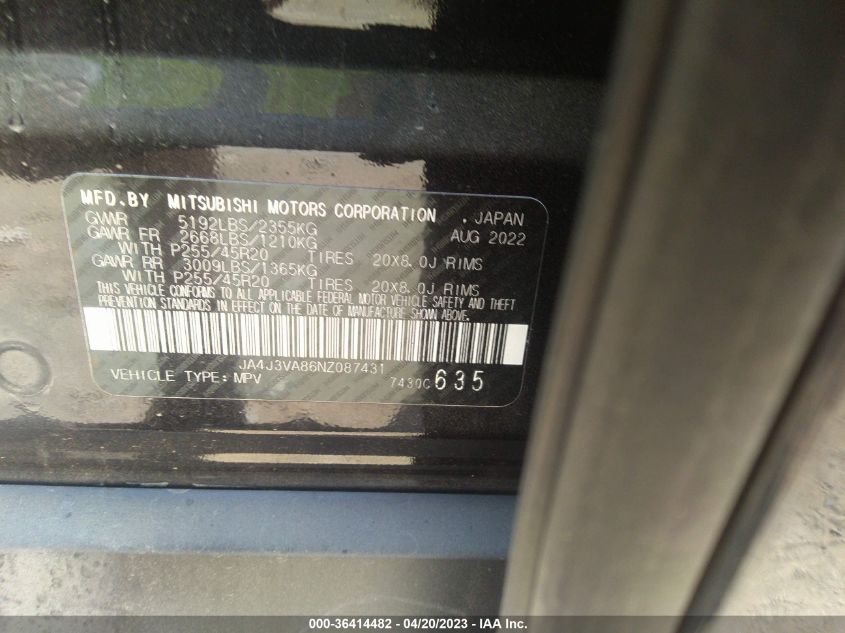 MFD.BY MITSUBISHI MOTORS CORPORATION . JAPAN
GVWR 5192LBS/2355KG AUG 2022
GAWR FR 2668LBS/1210KG
WITH P255/45R20 TIRES 20X8.0J RIMS
GAWR RR 3009LBS/1365KG
WITH P255/45R20 TIRES 20X8.0J RIMS
THIS VEHICLE CONFORMS TO ALL APPLICABLE FEDERAL MOTOR VEHICLE SAFETY AND THEFT
PREVENTION STANDARDS IN EFFECT ON THE DATE OF MANUFACTURE SHOWN ABOVE.
JA4J3VA86NZ087431
VEHICLE TYPE: MPV 7430C 635
000-36414482 - 04/20/2023 - IAA Inc.